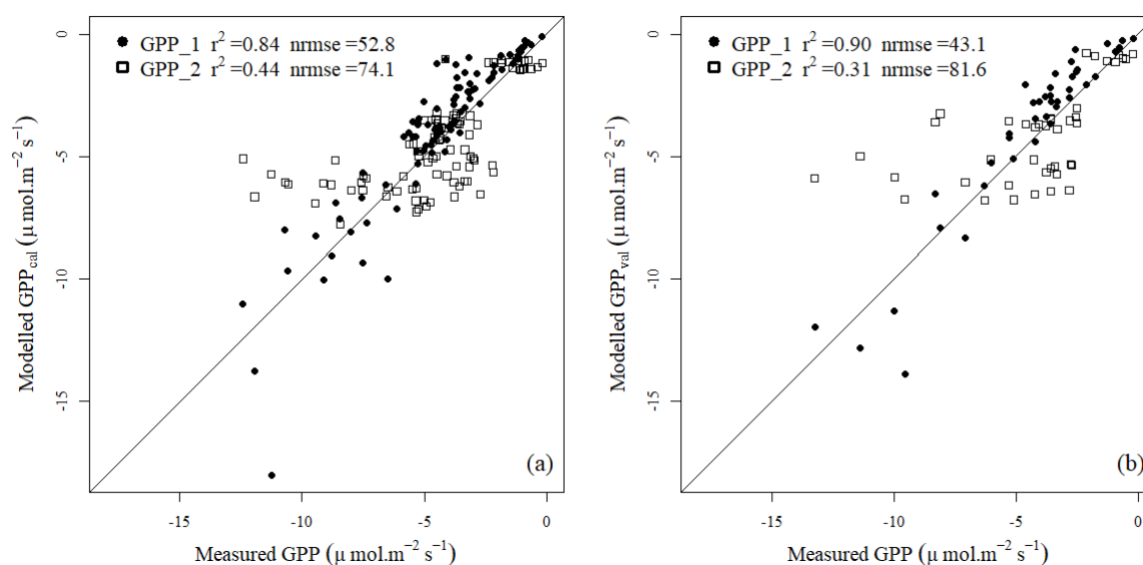 GPP_1 r² =0.84 nrmse =52.8
GPP_2 r² =0.44 nrmse =74.1
0
-5
-10
-15
Modelled GPPcal (μ mol.m⁻² s⁻¹)
(a)
-15 -10 -5 0
Measured GPP (μ mol.m⁻² s⁻¹)
GPP_1 r² =0.90 nrmse =43.1
GPP_2 r² =0.31 nrmse =81.6
0
-5
-10
-15
Modelled GPPval (μ mol.m⁻² s⁻¹)
(b)
-15 -10 -5 0
Measured GPP (μ mol.m⁻² s⁻¹)